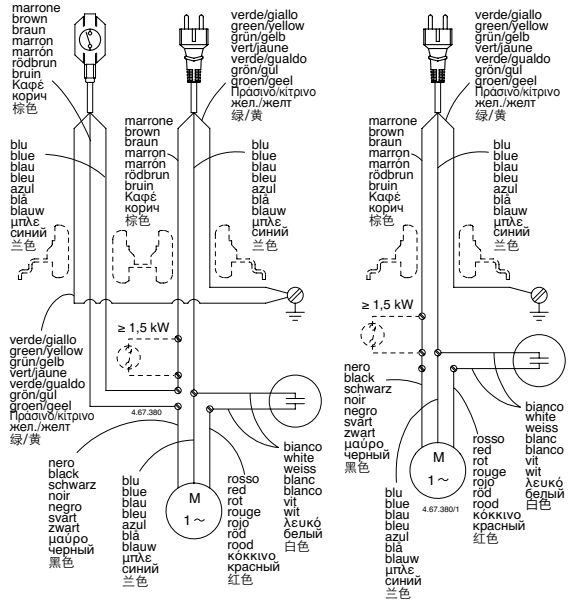 marrone
brown
braun
marron
marrón
rödbrun
bruin
Καφέ
корич
棕色
verde/giallo
green/yellow
grün/gelb
vert/jaune
verde/gualdo
grön/gül
groen/geel
Πράσινο/κίτρινο
жел./желт
绿/黄
blu
blue
blau
bleu
azul
blå
blauw
μπλε
синий
兰色
marrone
brown
braun
marron
marrón
rödbrun
bruin
Καφέ
корич
棕色
blu
blue
blau
bleu
azul
blå
blauw
μπλε
синий
兰色
≥ 1,5 kW
verde/giallo
green/yellow
grün/gelb
vert/jaune
verde/gualdo
grön/gül
groen/geel
Πράσινο/κίτρινο
жел./желт
绿/黄
4.67.380
nero
black
schwarz
noir
negro
svart
zwart
μαύρο
черный
黑色
blu
blue
blau
bleu
azul
blå
blauw
μπλε
синий
兰色
M
1 ~
rosso
red
rot
rouge
rojo
röd
rood
κόκκινο
красный
红色
bianco
white
weiss
blanc
blanco
vit
wit
λευκό
белый
白色
verde/giallo
green/yellow
grün/gelb
vert/jaune
verde/gualdo
grön/gül
groen/geel
Πράσινο/κίτρινο
жел./желт
绿/黄
marrone
brown
braun
marron
marrón
rödbrun
bruin
Καφέ
корич
棕色
blu
blue
blau
bleu
azul
blå
blauw
μπλε
синий
兰色
≥ 1,5 kW
nero
black
schwarz
noir
negro
svart
zwart
μαύρο
черный
黑色
blu
blue
blau
bleu
azul
blå
blauw
μπλε
синий
兰色
M
1 ~
4.67.380/1
rosso
red
rot
rouge
rojo
röd
rood
κόκκινο
красный
红色
bianco
white
weiss
blanc
blanco
vit
wit
λευκό
белый
白色